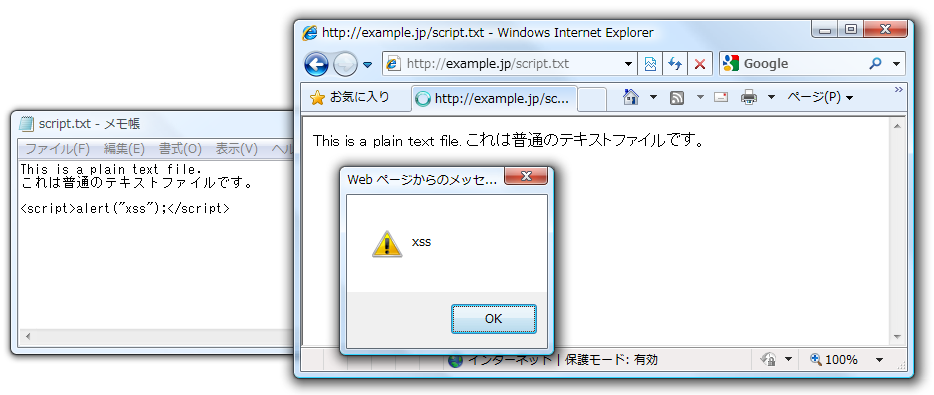 script.txt - メモ帳
ファイル(F) 編集(E) 書式(O) 表示(V)
This is a plain text file.
これは普通のテキストファイルです。
<script>alert("xss");</script>
http://example.jp/script.txt - Windows Internet Explorer
http://example.jp/script.txt
Google
お気に入り
http://example.jp/sc...
ページ(P)
This is a plain text file. これは普通のテキストファイルです。
Web ページからのメッセ...
xss
OK
インターネット | 保護モード: 有効
100%